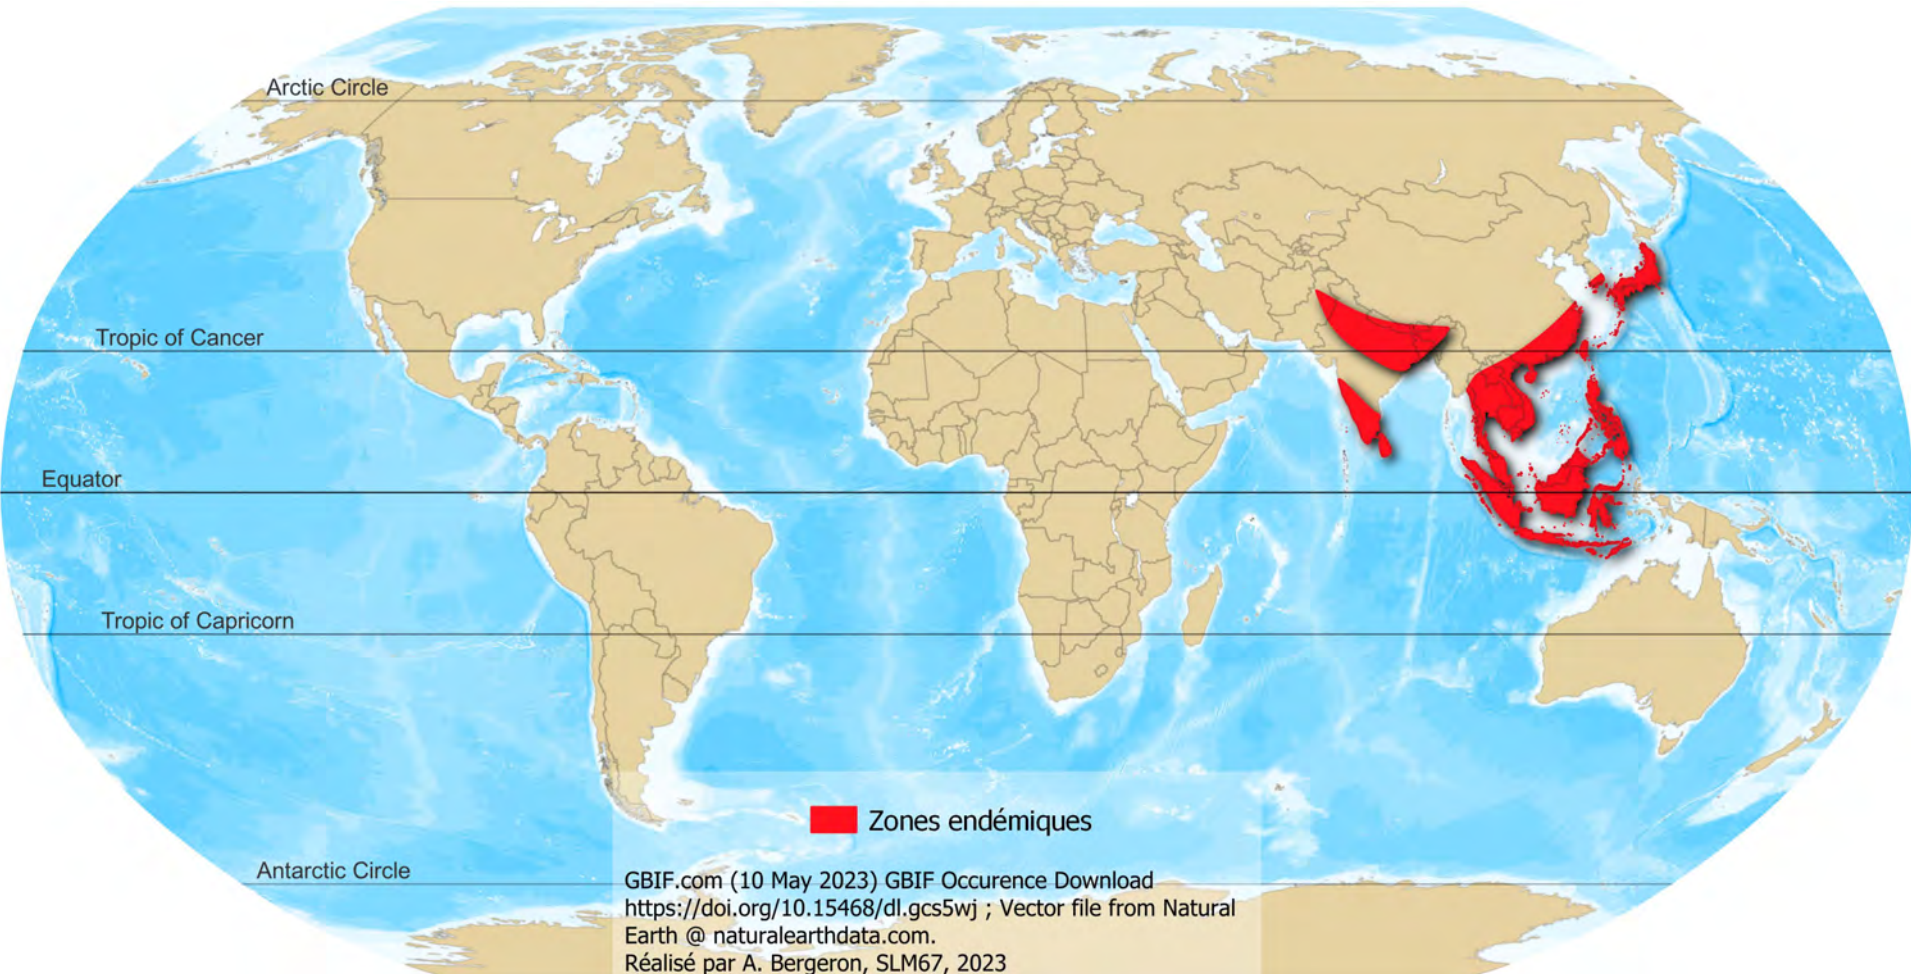 Arctic Circle
Tropic of Cancer
Equator
Tropic of Capricorn
Zones endémiques
Antarctic Circle
GBIF.com (10 May 2023) GBIF Occurence Download
https://doi.org/10.15468/dl.gcs5wj ; Vector file from Natural
Earth @ naturalearthdata.com.
Réalisé par A. Bergeron, SLM67, 2023